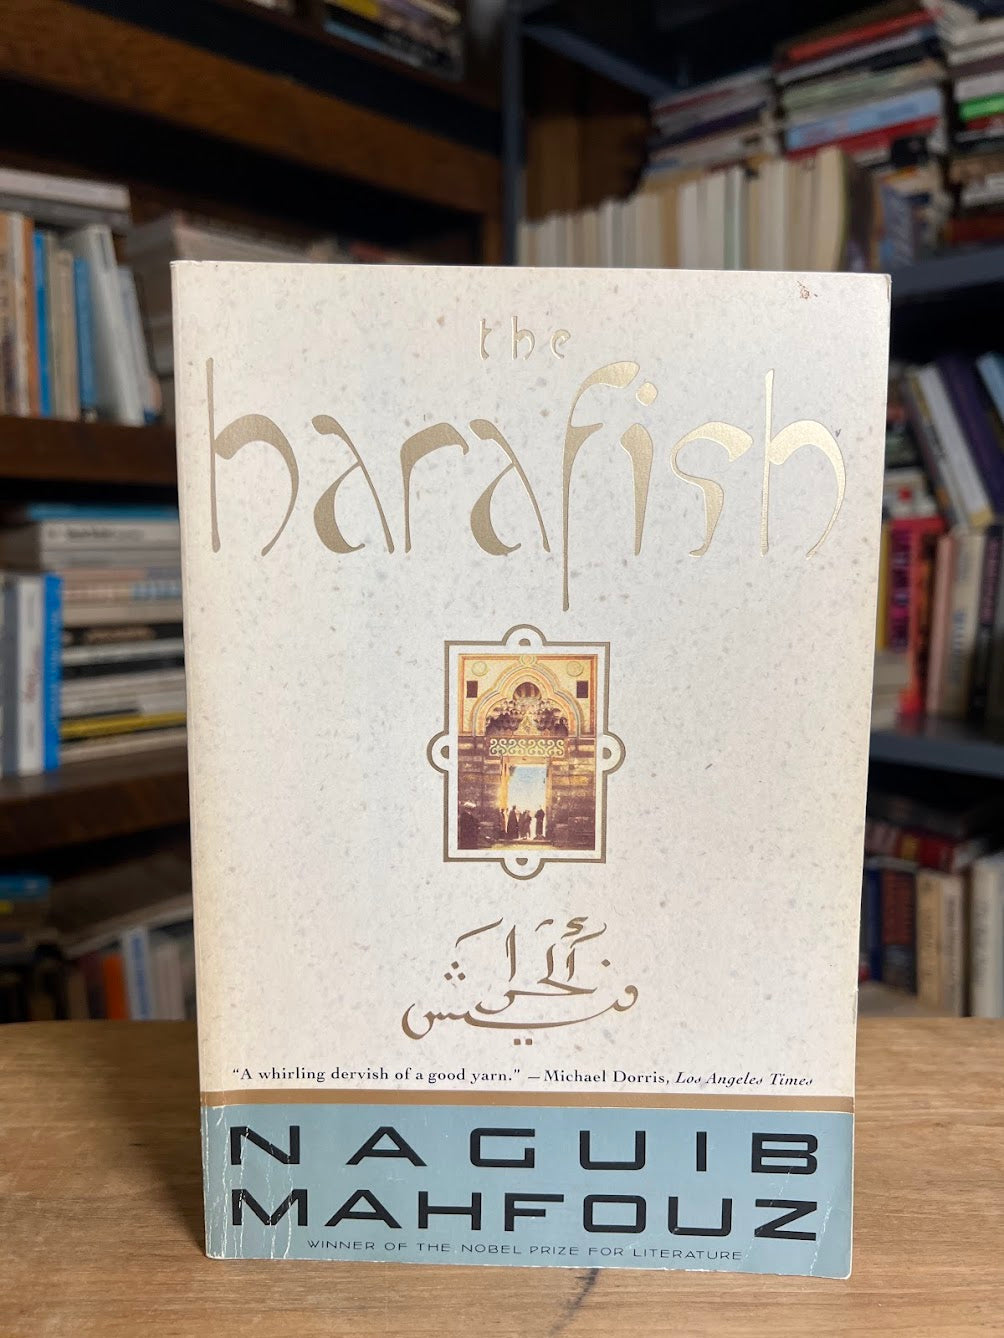 the
harafish
الحرافيش
“A whirling dervish of a good yarn.” —Michael Dorris, Los Angeles Times
NAGUIB
MAHFOUZ
WINNER OF THE NOBEL PRIZE FOR LITERATURE